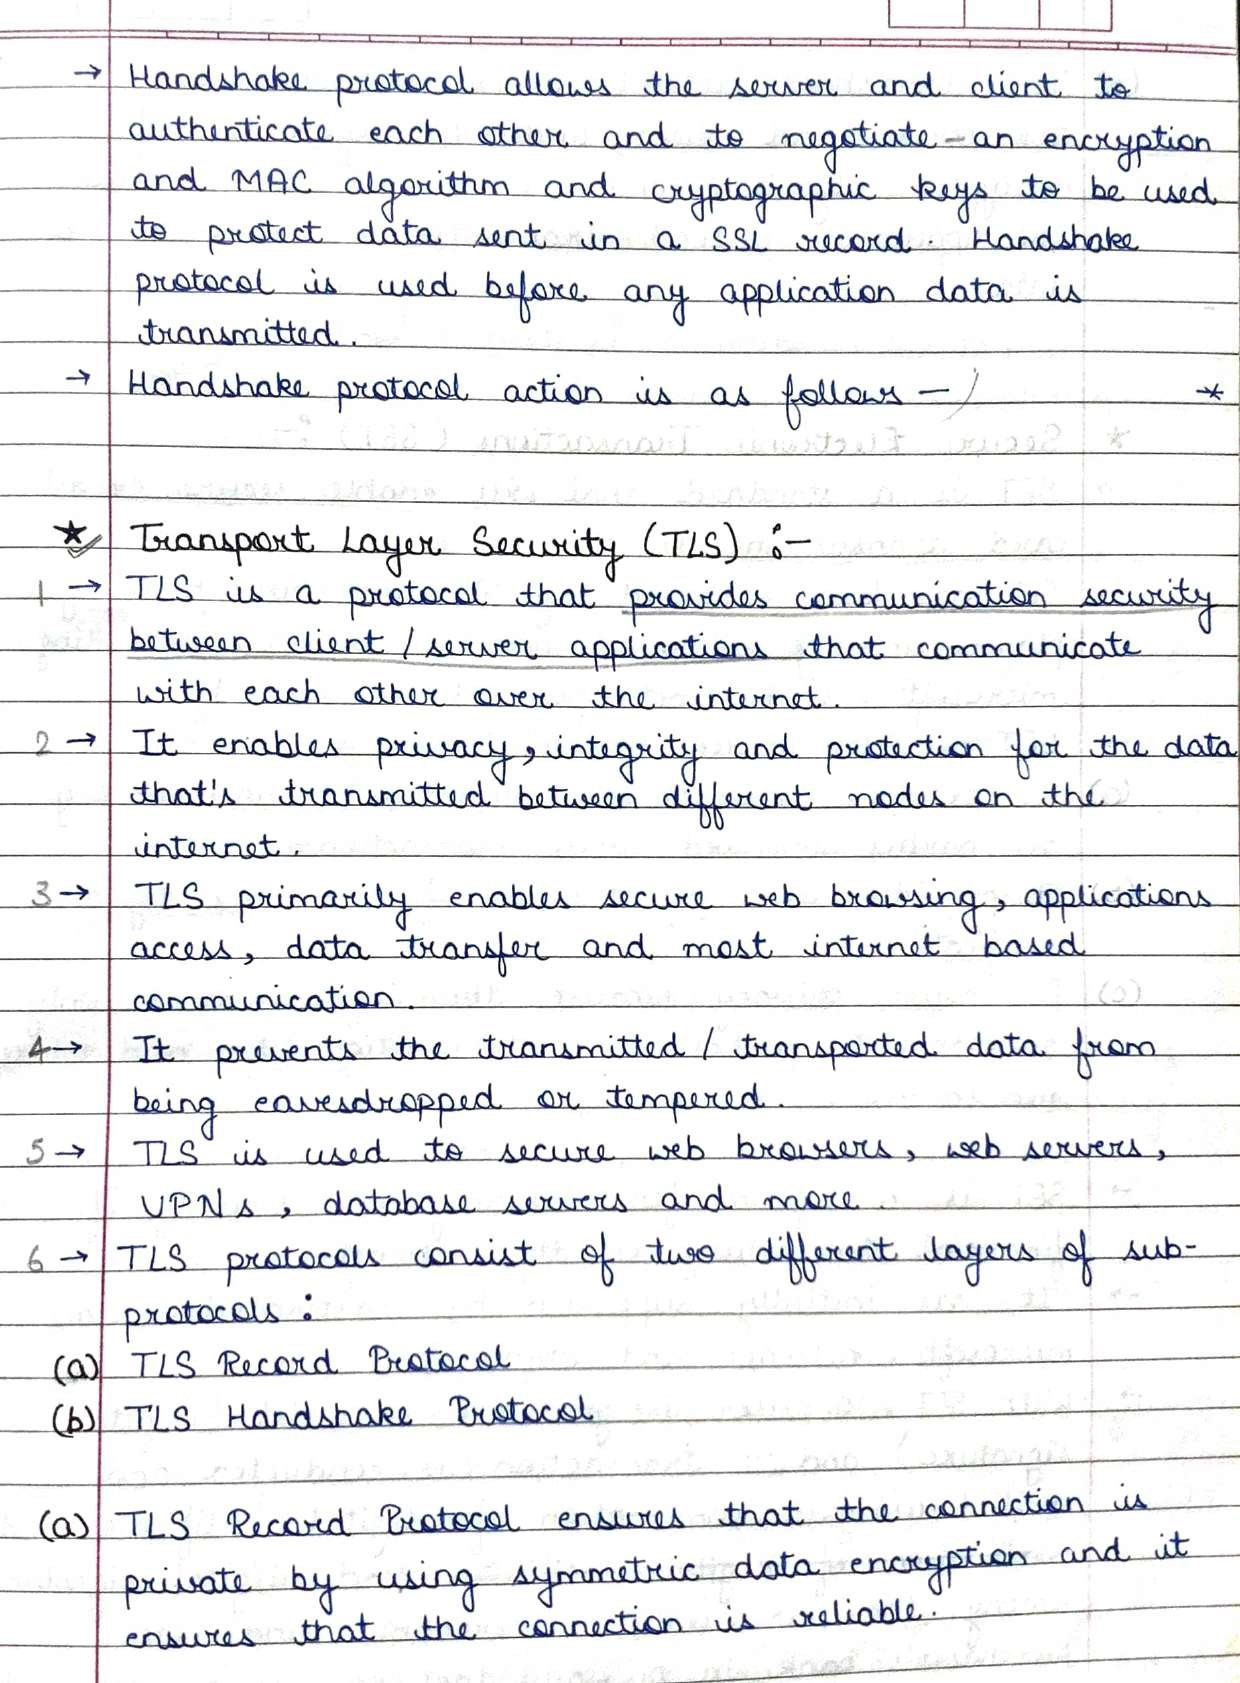 → Handshake protocol allows the server and client to
authenticate each other and to negotiate - an encryption
and MAC algorithm and cryptographic keys to be used
to protect data sent in a SSL record. Handshake
protocol is used before any application data is
transmitted.
→ Handshake protocol action is as follows - ) *
★ Transport Layer Security (TLS) :-
1 → TLS is a protocol that provides communication security
between client / server applications that communicate
with each other over the internet.
2 → It enables privacy, integrity and protection for the data
that's transmitted between different nodes on the
internet.
3 → TLS primarily enables secure web browsing, applications
access, data transfer and most internet based
communication.
4 → It prevents the transmitted / transported data from
being eavesdropped or tempered.
5 → TLS is used to secure web browsers, web servers,
VPNs, database servers and more.
6 → TLS protocols consist of two different layers of sub-
protocols :
(a) TLS Record Protocol
(b) TLS Handshake Protocol
(a) TLS Record Protocol ensures that the connection is
private by using symmetric data encryption and it
ensures that the connection is reliable.